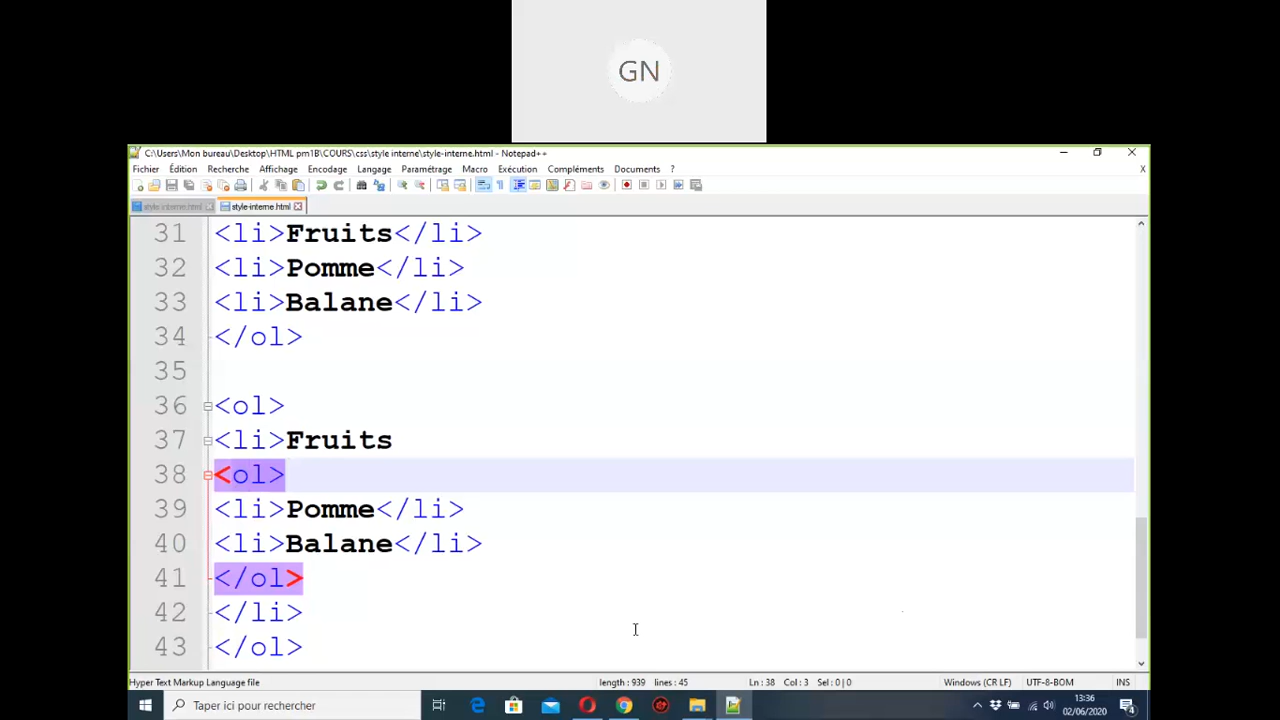 GN
C:\Users\Mon bureau\Desktop\HTML pm1B\COURS\css\style interne\style-interne.html - Notepad++
Fichier Édition Recherche Affichage Encodage Langage Paramétrage Macro Exécution Compléments Documents ? X
style interne.html style-interne.html
31 <li>Fruits</li>
32 <li>Pomme</li>
33 <li>Balane</li>
34 </ol>
35
36 <ol>
37 <li>Fruits
38 <ol>
39 <li>Pomme</li>
40 <li>Balane</li>
41 </ol>
42 </li>
43 </ol>
Hyper Text Markup Language file length : 939 lines : 45 Ln : 38 Col : 3 Sel : 0 | 0 Windows (CR LF) UTF-8-BOM INS
Taper ici pour rechercher
13:36
02/06/2020
4